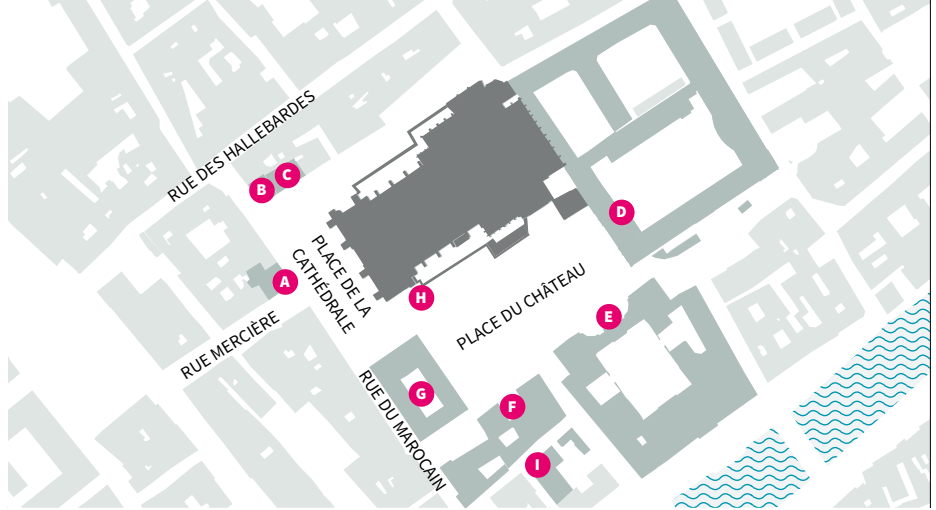 RUE DES HALLEBARDES
C
B
D
PLACE DE LA
CATHÉDRALE
A
H
PLACE DU CHÂTEAU
E
RUE MERCIÈRE
RUE DU MAROCAIN
G
F
I